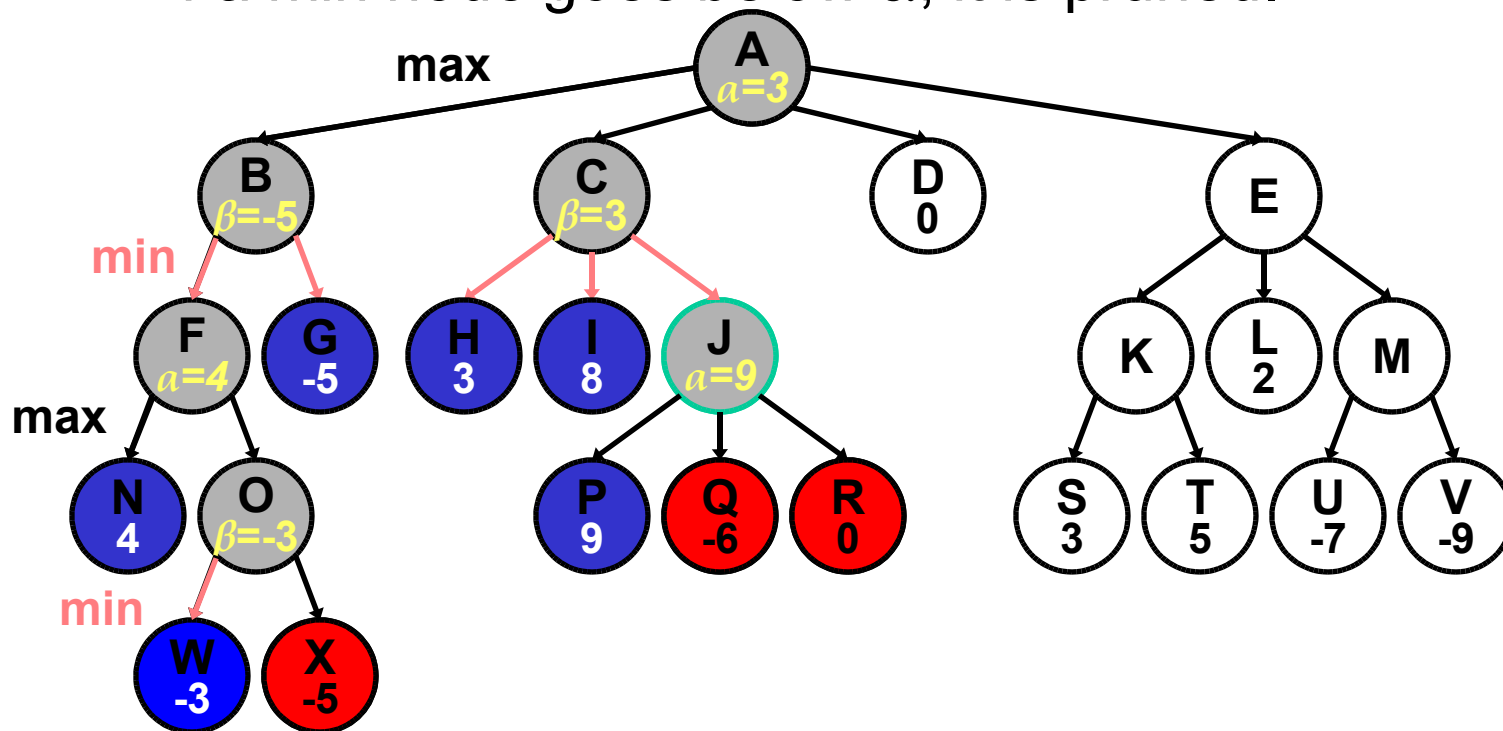 max
A
α=3
B
β=-5
C
β=3
D
0
E
min
F
α=4
G
-5
H
3
I
8
J
α=9
K
L
2
M
max
N
4
O
β=-3
P
9
Q
-6
R
0
S
3
T
5
U
-7
V
-9
min
W
-3
X
-5